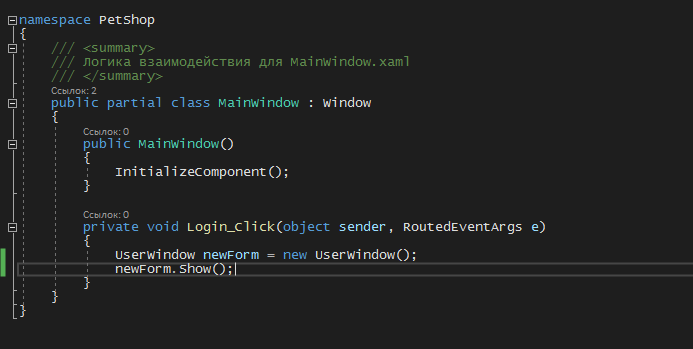 namespace PetShop
{
/// <summary>
/// Логика взаимодействия для MainWindow.xaml
/// </summary>
Ссылок: 2
public partial class MainWindow : Window
{
Ссылок: 0
public MainWindow()
{
InitializeComponent();
}
Ссылок: 0
private void Login_Click(object sender, RoutedEventArgs e)
{
UserWindow newForm = new UserWindow();
newForm.Show();
}
}
}